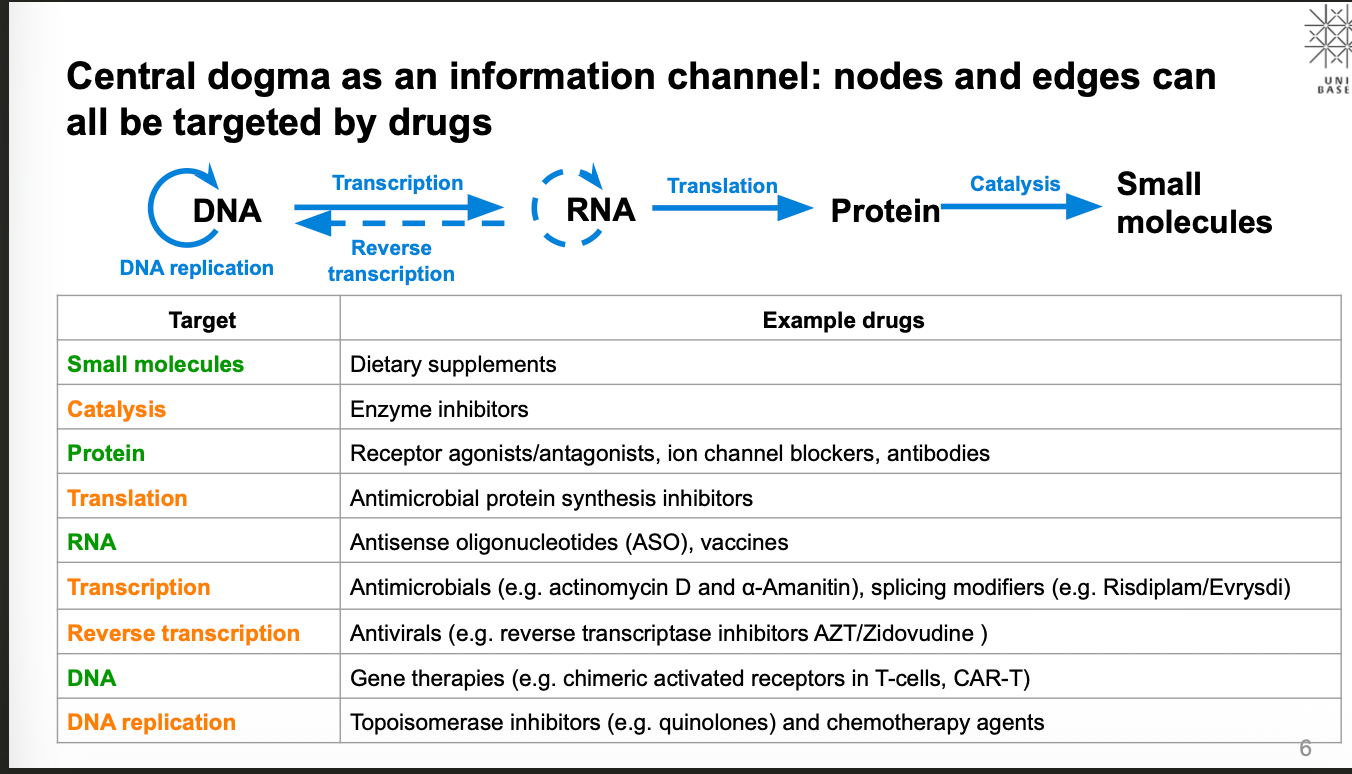 UNI
BASE
Central dogma as an information channel: nodes and edges can
all be targeted by drugs
DNA
Transcription
RNA
Translation
Protein
Catalysis
Small
molecules
DNA replication
Reverse
transcription
Target Example drugs
Small molecules Dietary supplements
Catalysis Enzyme inhibitors
Protein Receptor agonists/antagonists, ion channel blockers, antibodies
Translation Antimicrobial protein synthesis inhibitors
RNA Antisense oligonucleotides (ASO), vaccines
Transcription Antimicrobials (e.g. actinomycin D and α-Amanitin), splicing modifiers (e.g. Risdiplam/Evrysdi)
Reverse transcription Antivirals (e.g. reverse transcriptase inhibitors AZT/Zidovudine )
DNA Gene therapies (e.g. chimeric activated receptors in T-cells, CAR-T)
DNA replication Topoisomerase inhibitors (e.g. quinolones) and chemotherapy agents
6